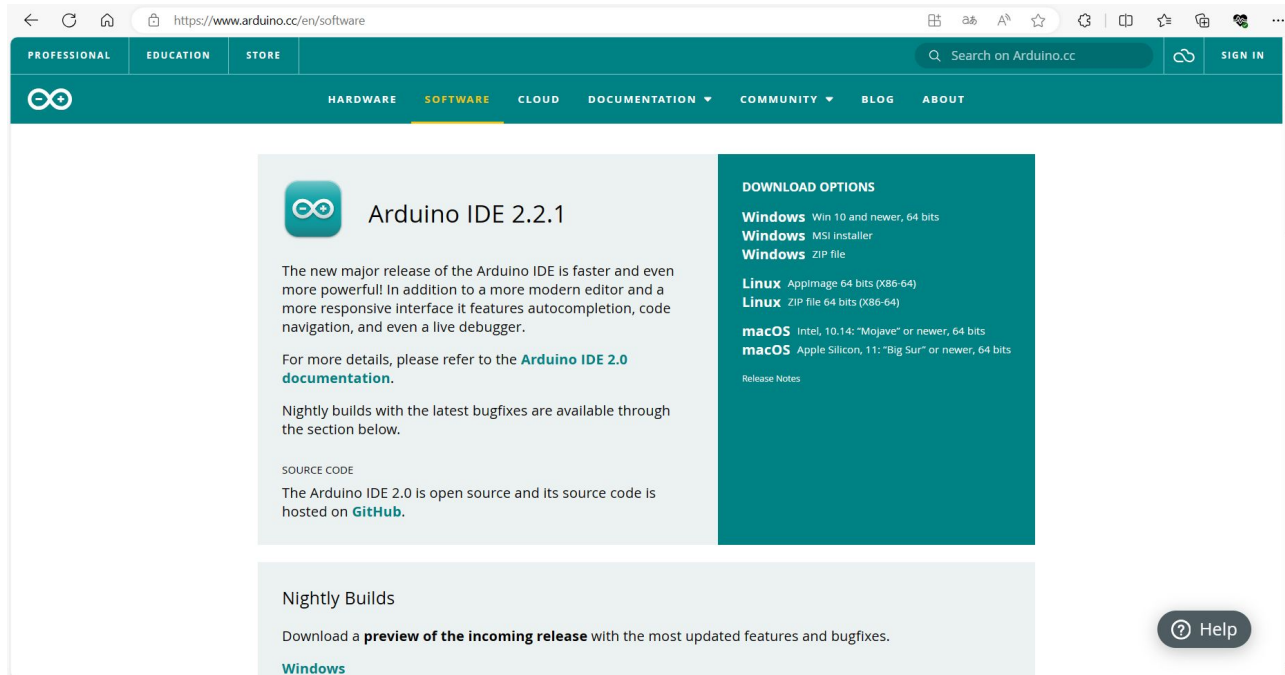 https://www.arduino.cc/en/software
PROFESSIONAL EDUCATION STORE Search on Arduino.cc SIGN IN
HARDWARE SOFTWARE CLOUD DOCUMENTATION COMMUNITY BLOG ABOUT
Arduino IDE 2.2.1
The new major release of the Arduino IDE is faster and even
more powerful! In addition to a more modern editor and a
more responsive interface it features autocompletion, code
navigation, and even a live debugger.
For more details, please refer to the Arduino IDE 2.0
documentation.
Nightly builds with the latest bugfixes are available through
the section below.
SOURCE CODE
The Arduino IDE 2.0 is open source and its source code is
hosted on GitHub.
DOWNLOAD OPTIONS
Windows Win 10 and newer, 64 bits
Windows MSI installer
Windows ZIP file
Linux AppImage 64 bits (X86-64)
Linux ZIP file 64 bits (X86-64)
macOS Intel, 10.14: “Mojave” or newer, 64 bits
macOS Apple Silicon, 11: “Big Sur” or newer, 64 bits
Release Notes
Nightly Builds
Download a preview of the incoming release with the most updated features and bugfixes.
Windows
Help